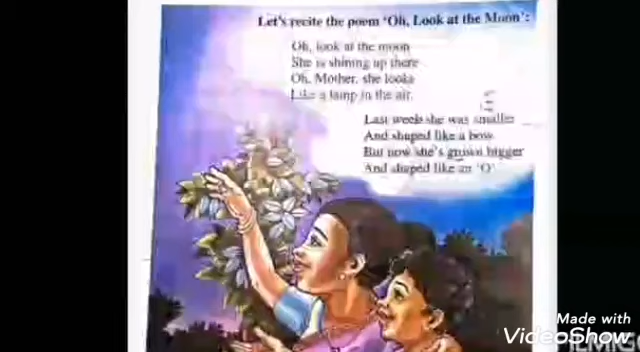 Let's recite the poem 'Oh, Look at the Moon':
Oh, look at the moon
She is shining up there
Oh, Mother, she looks
Like a lamp in the air.
Last week she was smaller
And shaped like a bow
But now she's grown bigger
And shaped like an 'O'
Made with
VideoShow